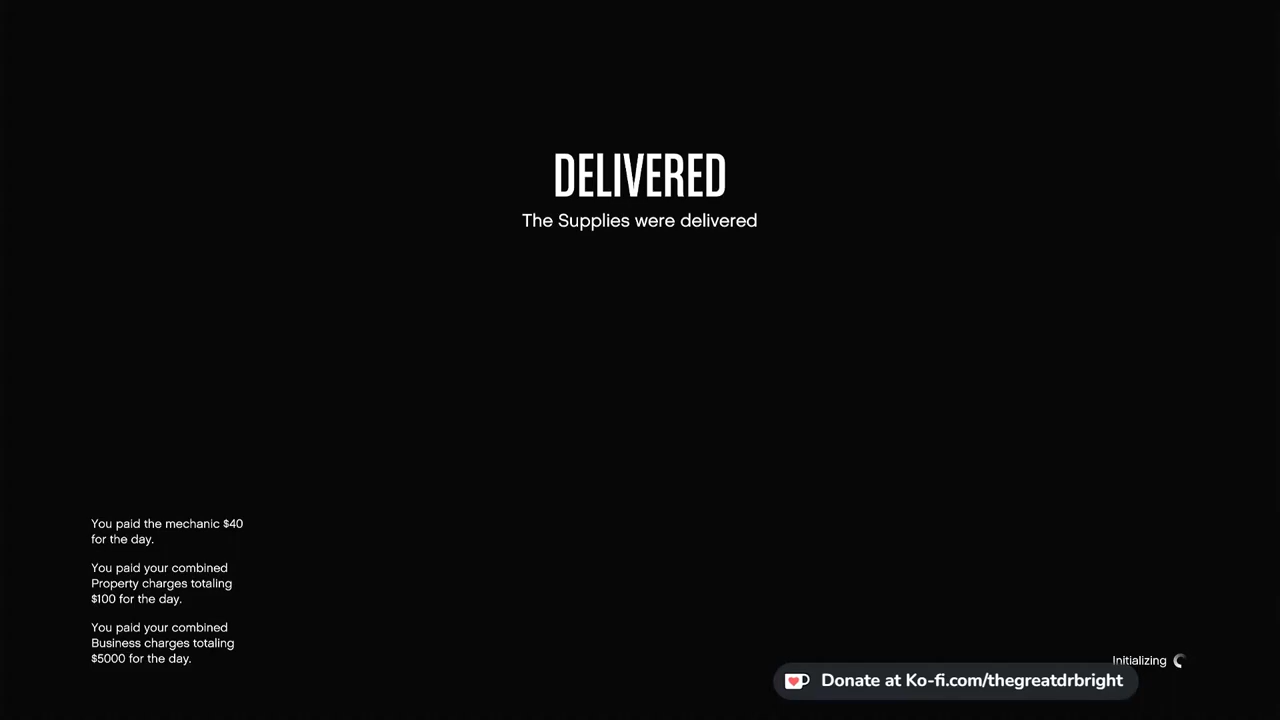 DELIVERED
The Supplies were delivered
You paid the mechanic $40
for the day.
You paid your combined
Property charges totaling
$100 for the day.
You paid your combined
Business charges totaling
$5000 for the day.
Initializing
Donate at Ko-fi.com/thegreatdrbright